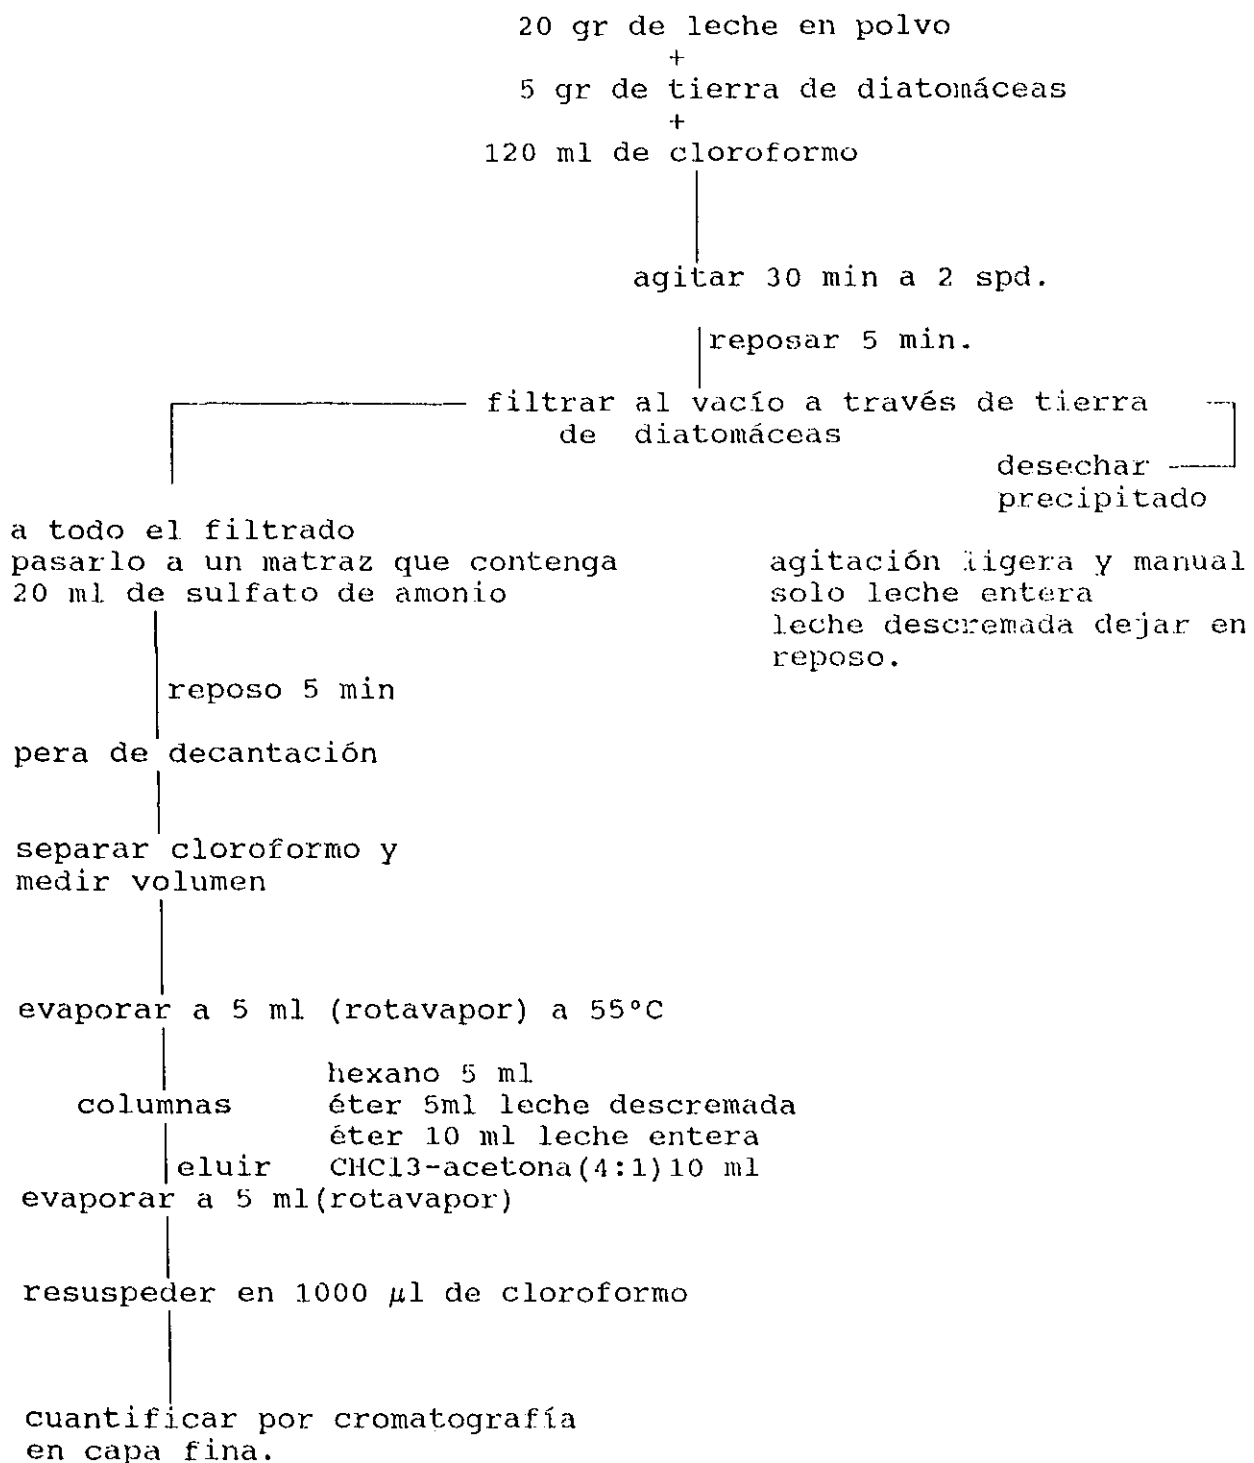 20 gr de leche en polvo
+
5 gr de tierra de diatomáceas
+
120 ml de cloroformo
agitar 30 min a 2 spd.
reposar 5 min.
filtrar al vacío a través de tierra
de diatomáceas
desechar
precipitado
a todo el filtrado
pasarlo a un matraz que contenga
20 ml de sulfato de amonio
agitación ligera y manual
solo leche entera
leche descremada dejar en
reposo.
reposo 5 min
pera de decantación
separar cloroformo y
medir volumen
evaporar a 5 ml (rotavapor) a 55°C
hexano 5 ml
columnas éter 5ml leche descremada
éter 10 ml leche entera
eluir CHCl3-acetona(4:1)10 ml
evaporar a 5 ml(rotavapor)
resuspeder en 1000 μl de cloroformo
cuantificar por cromatografía
en capa fina.